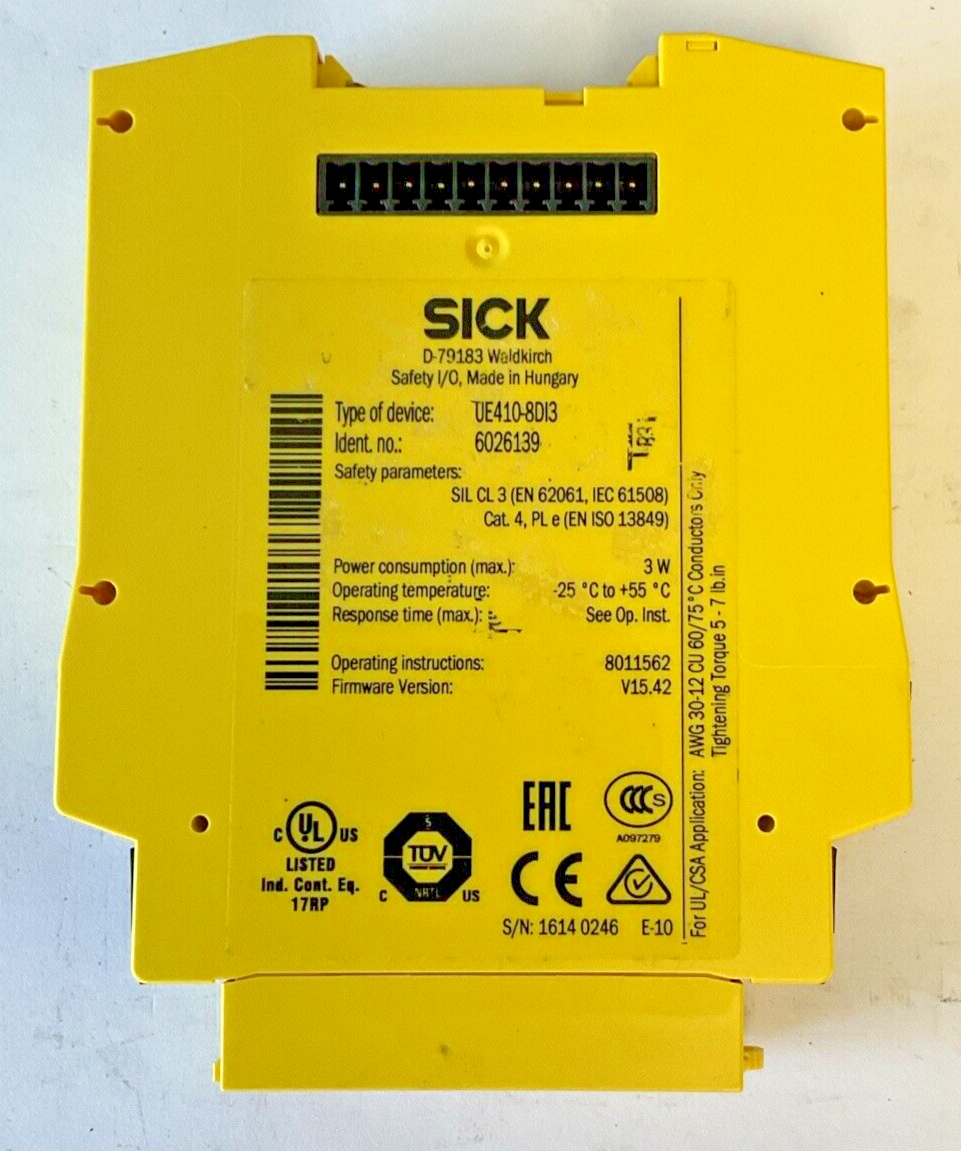 SICK
D-79183 Waldkirch
Safety I/O, Made in Hungary
Type of device: UE410-8DI3
Ident. no.: 6026139
Safety parameters:
SIL CL 3 (EN 62061, IEC 61508)
Cat. 4, PL e (EN ISO 13849)
Power consumption (max.): 3 W
Operating temperature: -25 °C to +55 °C
Response time (max.): See Op. Inst.
Operating instructions: 8011562
Firmware Version: V15.42
C UL US
LISTED
Ind. Cont. Eq.
17RP
S
TÜV
NRTL
C US
EAC
CCC S
A097279
CE
S/N: 1614 0246 E-10
For UL/CSA Application: AWG 30-12 CU 60/75°C Conductors Only
Tightening Torque 5 - 7 lb.in